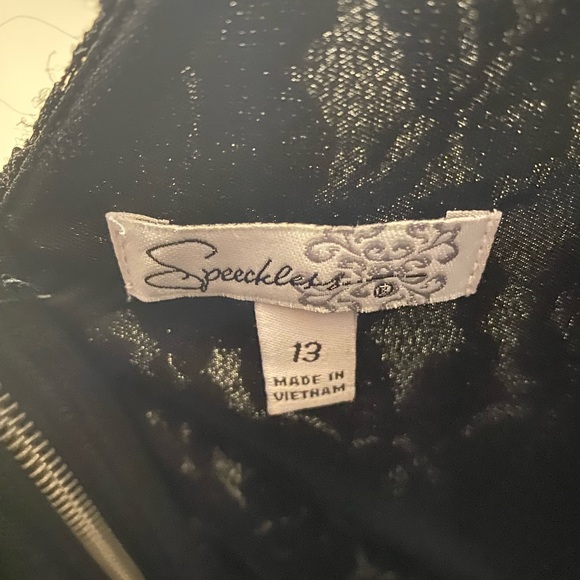 Speechless ®
13
MADE IN
VIETNAM